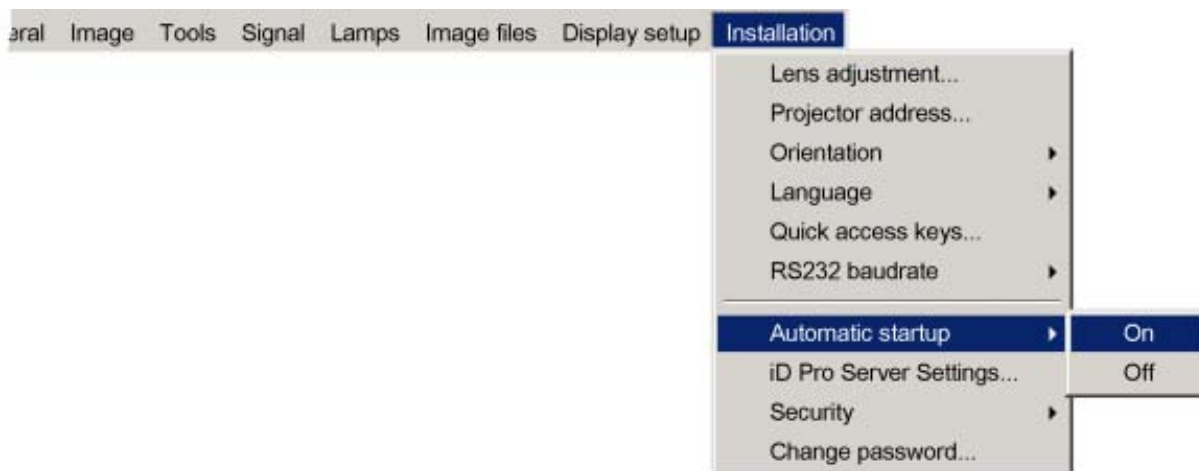 eral Image Tools Signal Lamps Image files Display setup Installation
Lens adjustment...
Projector address...
Orientation
Language
Quick access keys...
RS232 baudrate
Automatic startup On
iD Pro Server Settings... Off
Security
Change password...